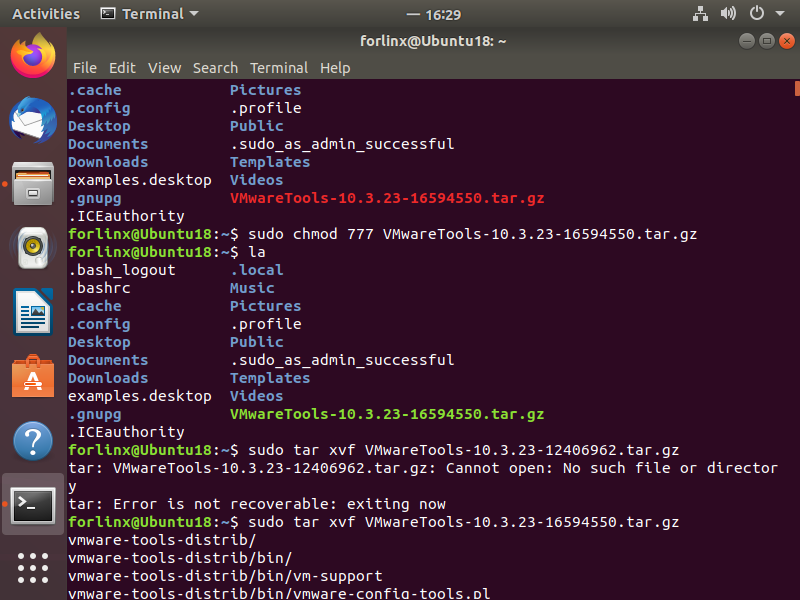 Activities Terminal 16:29
forlinx@Ubuntu18: ~
File Edit View Search Terminal Help
.cache Pictures
.config .profile
Desktop Public
Documents .sudo_as_admin_successful
Downloads Templates
examples.desktop Videos
.gnupg VMwareTools-10.3.23-16594550.tar.gz
.ICEauthority
forlinx@Ubuntu18:~$ sudo chmod 777 VMwareTools-10.3.23-16594550.tar.gz
forlinx@Ubuntu18:~$ la
.bash_logout .local
.bashrc Music
.cache Pictures
.config .profile
Desktop Public
Documents .sudo_as_admin_successful
Downloads Templates
examples.desktop Videos
.gnupg VMwareTools-10.3.23-16594550.tar.gz
.ICEauthority
forlinx@Ubuntu18:~$ sudo tar xvf VMwareTools-10.3.23-12406962.tar.gz
tar: VMwareTools-10.3.23-12406962.tar.gz: Cannot open: No such file or director
y
tar: Error is not recoverable: exiting now
forlinx@Ubuntu18:~$ sudo tar xvf VMwareTools-10.3.23-16594550.tar.gz
vmware-tools-distrib/
vmware-tools-distrib/bin/
vmware-tools-distrib/bin/vm-support
vmware-tools-distrib/bin/vmware-config-tools.pl